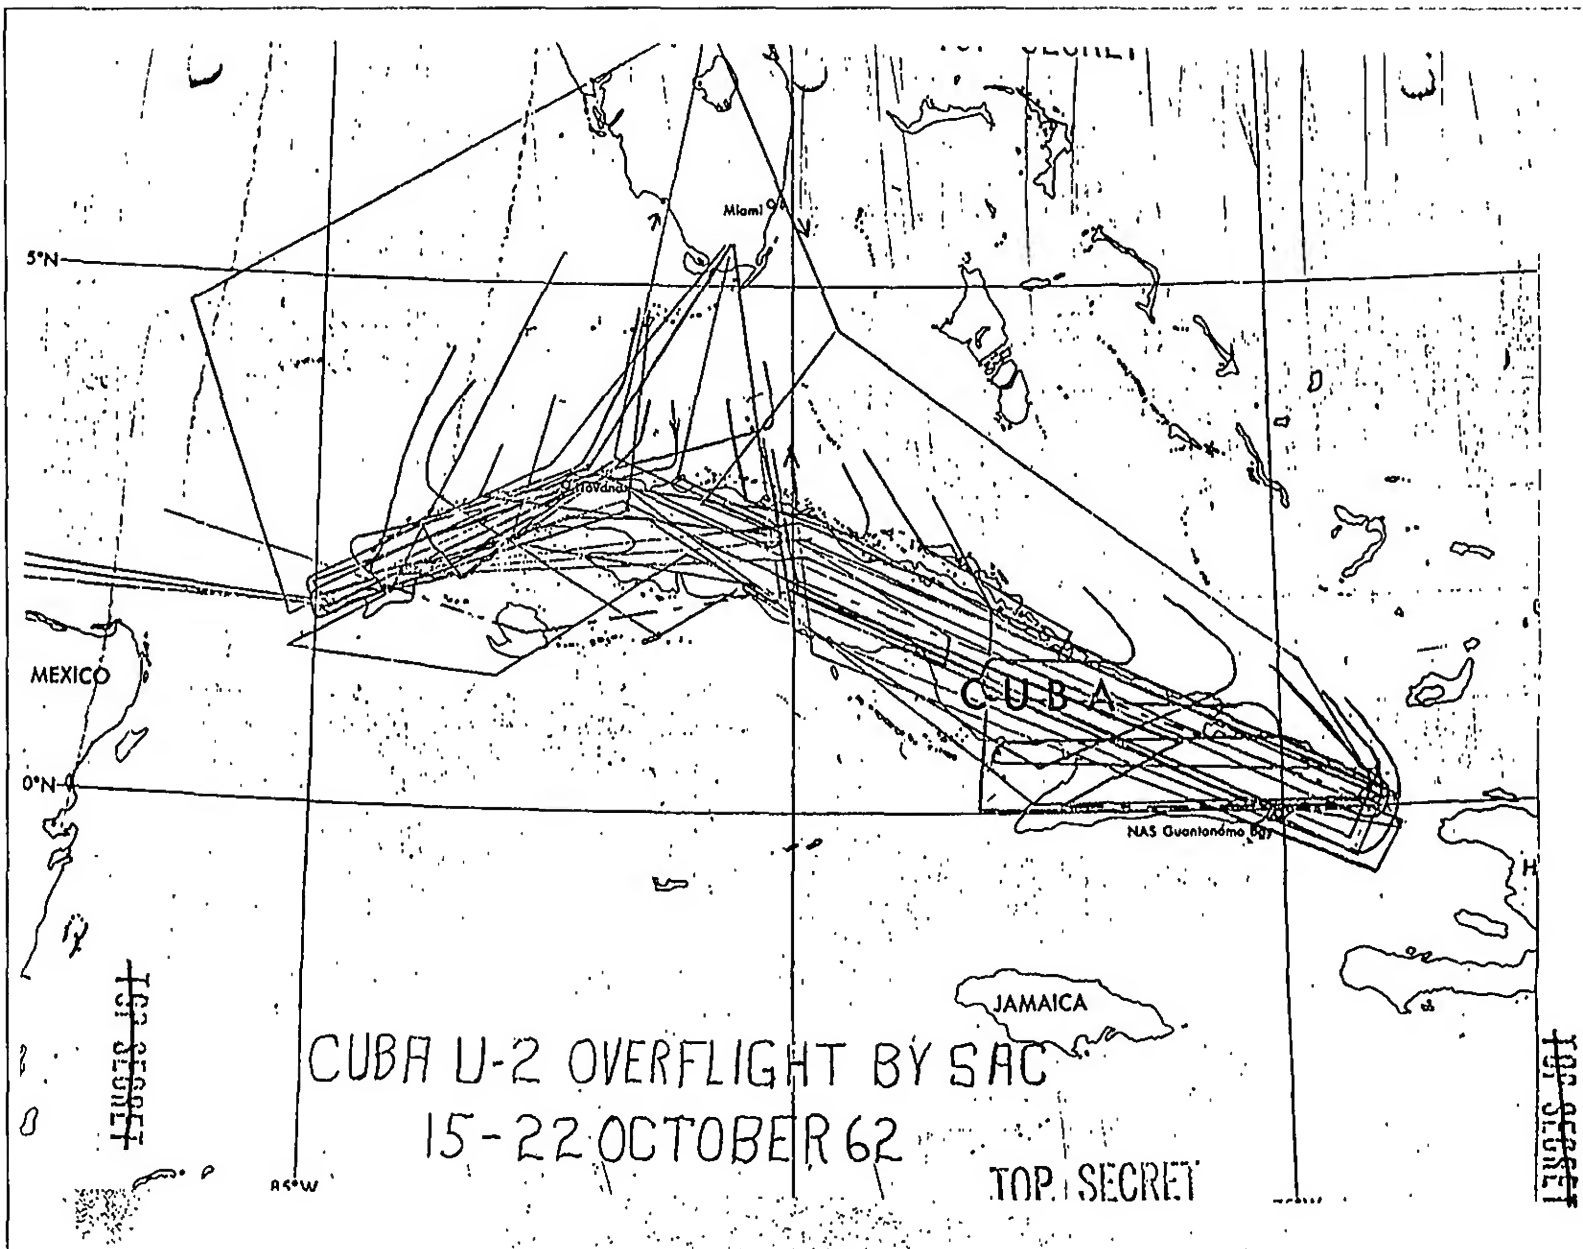 TOP SECRET
Miami
5°N
Havana
MEXICO
CUBA
0°N
NAS Guantanamo Bay
H
JAMAICA
TOP SECRET
TOP SECRET
CUBA U-2 OVERFLIGHT BY SAC
15-22 OCTOBER 62
TOP SECRET
85°W